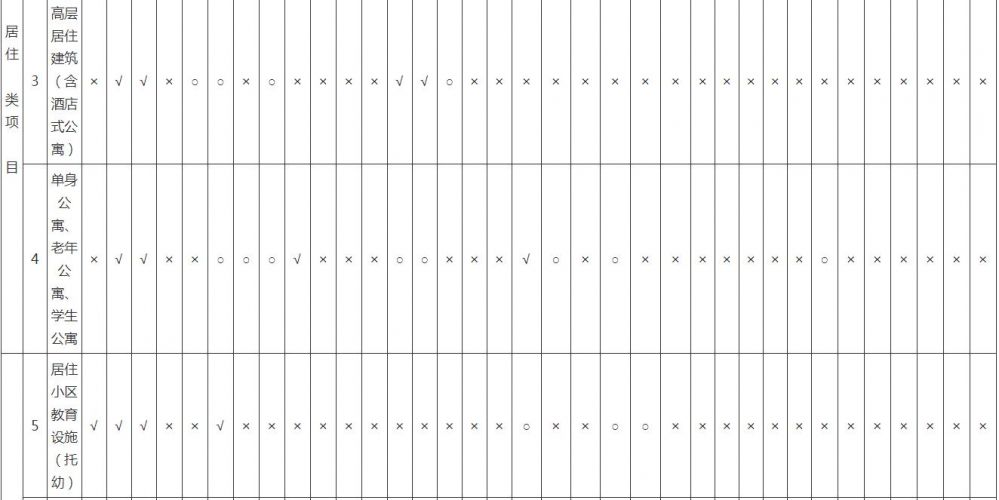 居
住
类
项
目
高层
居住
建筑
（含
3 酒店 × √ √ × ○ ○ × ○ × × × × √ √ ○ × × × × × × × × × × × × × × × × × × × ×
式公
寓）
单身
公
寓、
老年
4 公 × √ √ × × ○ ○ ○ √ × × × ○ ○ × × × √ ○ × ○ × × × × × × × ○ × × × × × ×
寓、
学生
公寓
居住
小区
教育
5 设施 √ √ √ × × √ × × × × × × × × × × × ○ × × ○ ○ × × × × × × × × × × × × ×
（托
幼）